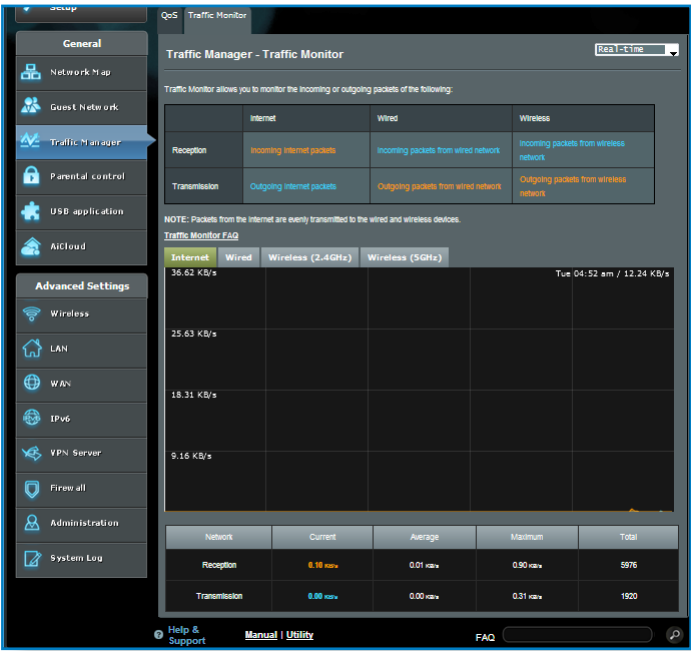 Setup
General
Network Map
Guest Network
Traffic Manager
Parental control
USB application
AiCloud
Advanced Settings
Wireless
LAN
WAN
IPv6
VPN Server
Firewall
Administration
System Log
QoS Traffic Monitor
Traffic Manager - Traffic Monitor
Real-time
Traffic Monitor allows you to monitor the incoming or outgoing packets of the following:
Internet Wired Wireless
Reception Incoming Internet packets Incoming packets from wired network Incoming packets from wireless network
Transmission Outgoing Internet packets Outgoing packets from wired network Outgoing packets from wireless network
NOTE: Packets from the Internet are evenly transmitted to the wired and wireless devices.
Traffic Monitor FAQ
Internet Wired Wireless (2.4GHz) Wireless (5GHz)
36.62 KB/s Tue 04:52 am / 12.24 KB/s
25.63 KB/s
18.31 KB/s
9.16 KB/s
Network Current Average Maximum Total
Reception 0.10 KB/s 0.01 KB/s 0.90 KB/s 5976
Transmission 0.00 KB/s 0.00 KB/s 0.31 KB/s 1920
Help & Support Manual | Utility FAQ